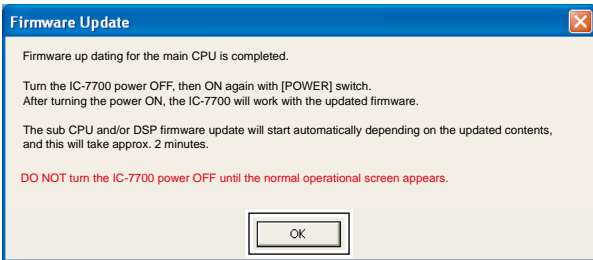 Firmware Update
Firmware up dating for the main CPU is completed.
Turn the IC-7700 power OFF, then ON again with [POWER] switch.
After turning the power ON, the IC-7700 will work with the updated firmware.
The sub CPU and/or DSP firmware update will start automatically depending on the updated contents,
and this will take approx. 2 minutes.
DO NOT turn the IC-7700 power OFF until the normal operational screen appears.
OK